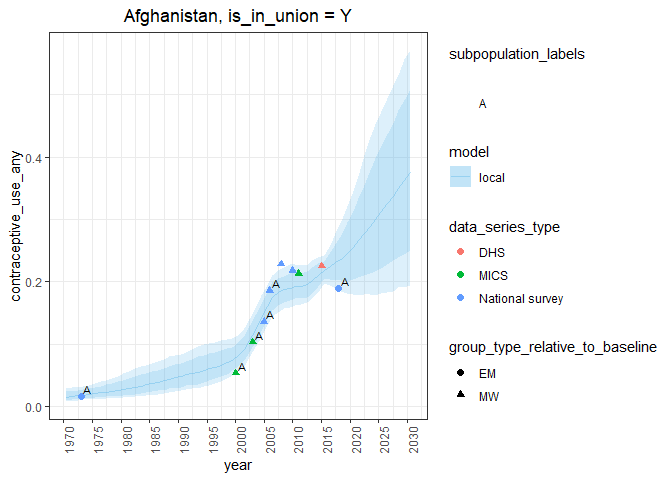 Afghanistan, is_in_union = Y
contraceptive_use_any
0.4
0.2
0.0
A
A
A
A
A
A
1970
1975
1980
1985
1990
1995
2000
2005
2010
2015
2020
2025
2030
year
subpopulation_labels
A
model
local
data_series_type
DHS
MICS
National survey
group_type_relative_to_baseline
EM
MW